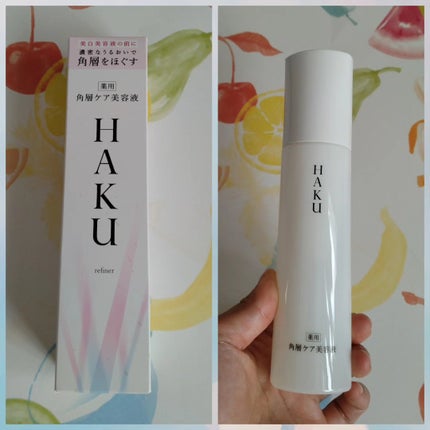 美白美容液の前に
濃密なうるおいで
角層をほぐす
薬用
角層ケア美容液
HAKU
refiner
HAKU
薬用
角層ケア美容液